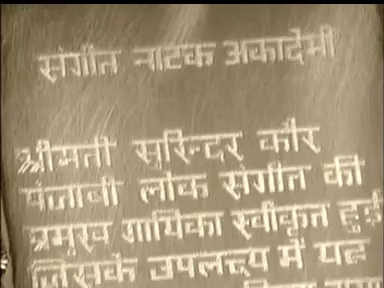 संगीत नाटक अकादेमी
श्रीमती सुरिन्दर कौर
पंजाबी लोक संगीत की
प्रमुख गायिका स्वीकृत हुई
जिसके उपलक्ष्य में यह